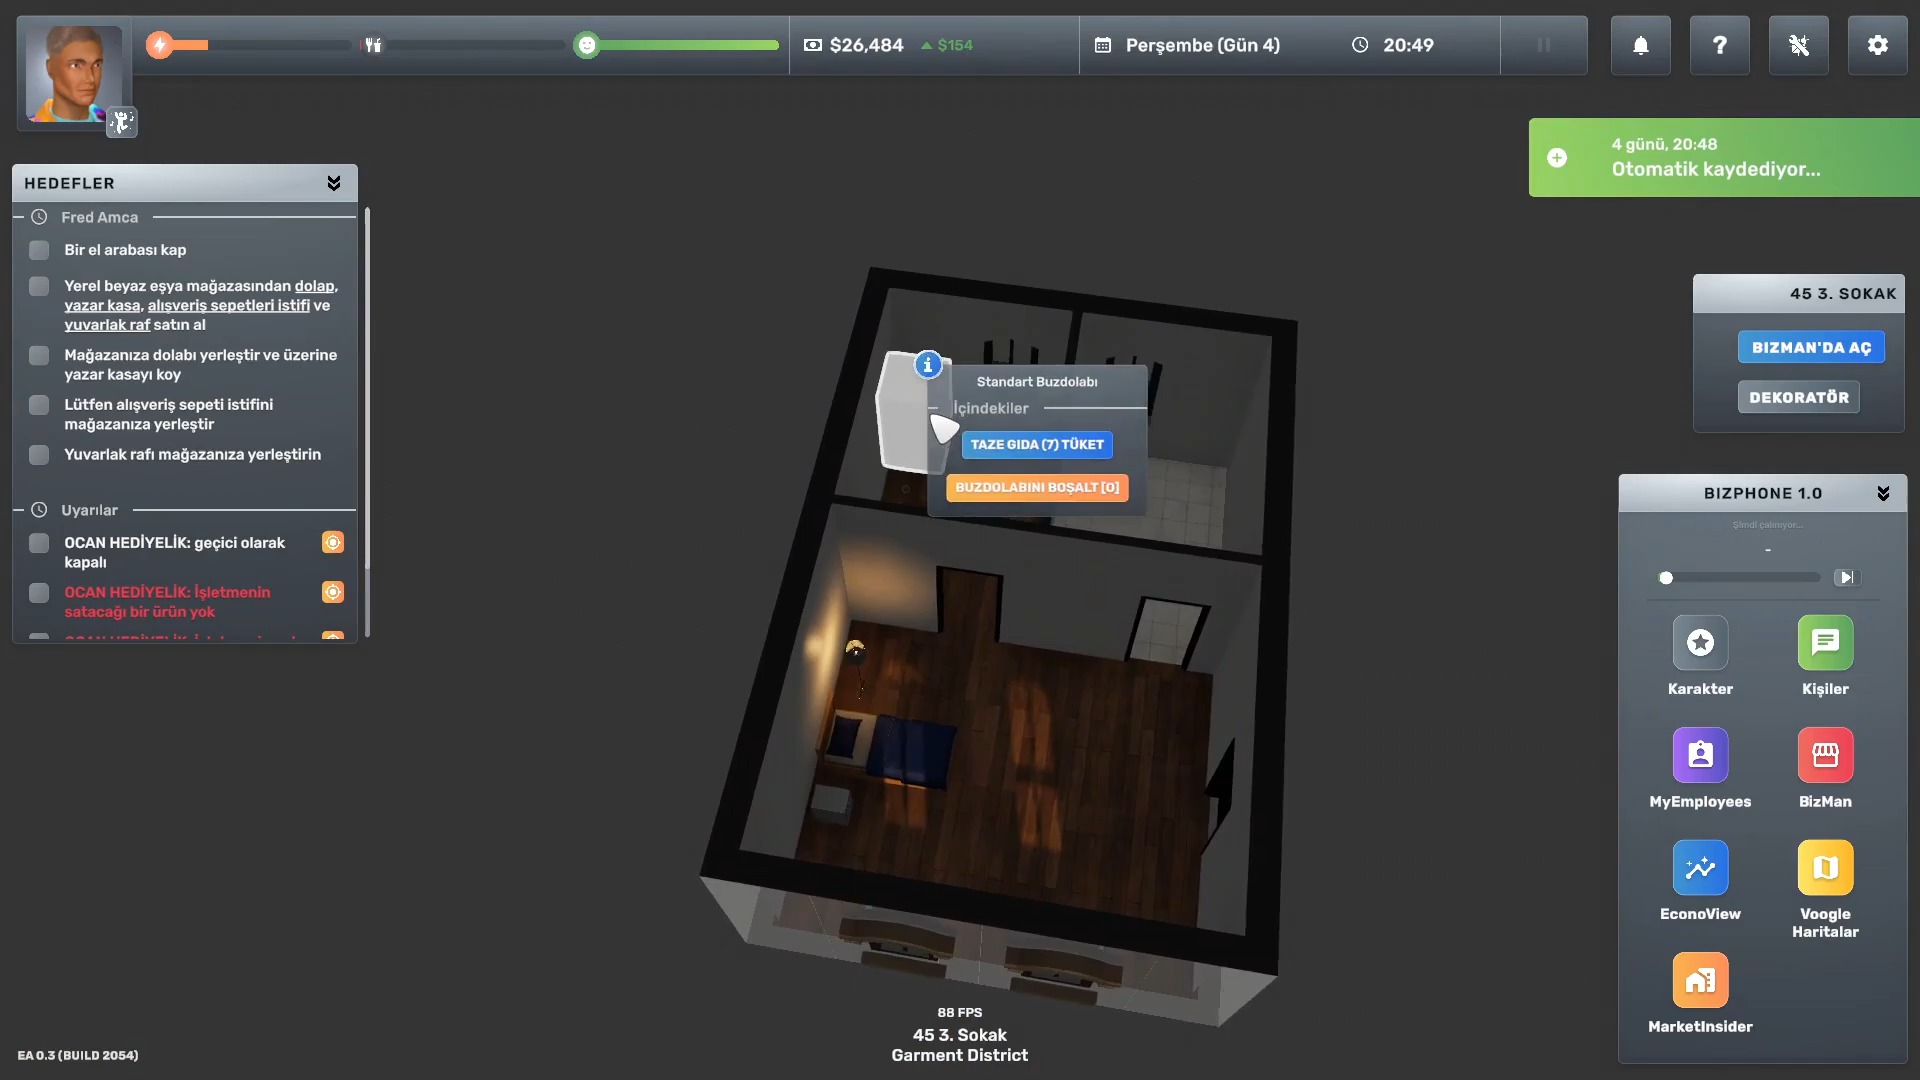 $26,484
$154
Perşembe (Gün 4)
20:49
4 günü, 20:48
Otomatik kaydediyor...
HEDEFLER
Fred Amca
Bir el arabası kap
Yerel beyaz eşya mağazasından dolap,
yazar kasa, alışveriş sepetleri istifi ve
yuvarlak raf satın al
Mağazanıza dolabı yerleştir ve üzerine
yazar kasayı koy
Lütfen alışveriş sepeti istifini
mağazanıza yerleştir
Yuvarlak rafı mağazanıza yerleştirin
Uyarılar
OCAN HEDİYELİK: geçici olarak
kapalı
OCAN HEDİYELİK: İşletmenin
satacağı bir ürün yok
Standart Buzdolabı
İçindekiler
TAZE GIDA (7) TÜKET
BUZDOLABINI BOŞALT [0]
45 3. SOKAK
BIZMAN'DA AÇ
DEKORATÖR
BIZPHONE 1.0
Şimdi çalınıyor...
-
Karakter
Kişiler
MyEmployees
BizMan
EconoView
Voogle
Haritalar
MarketInsider
88 FPS
45 3. Sokak
Garment District
EA 0.3 (BUILD 2054)